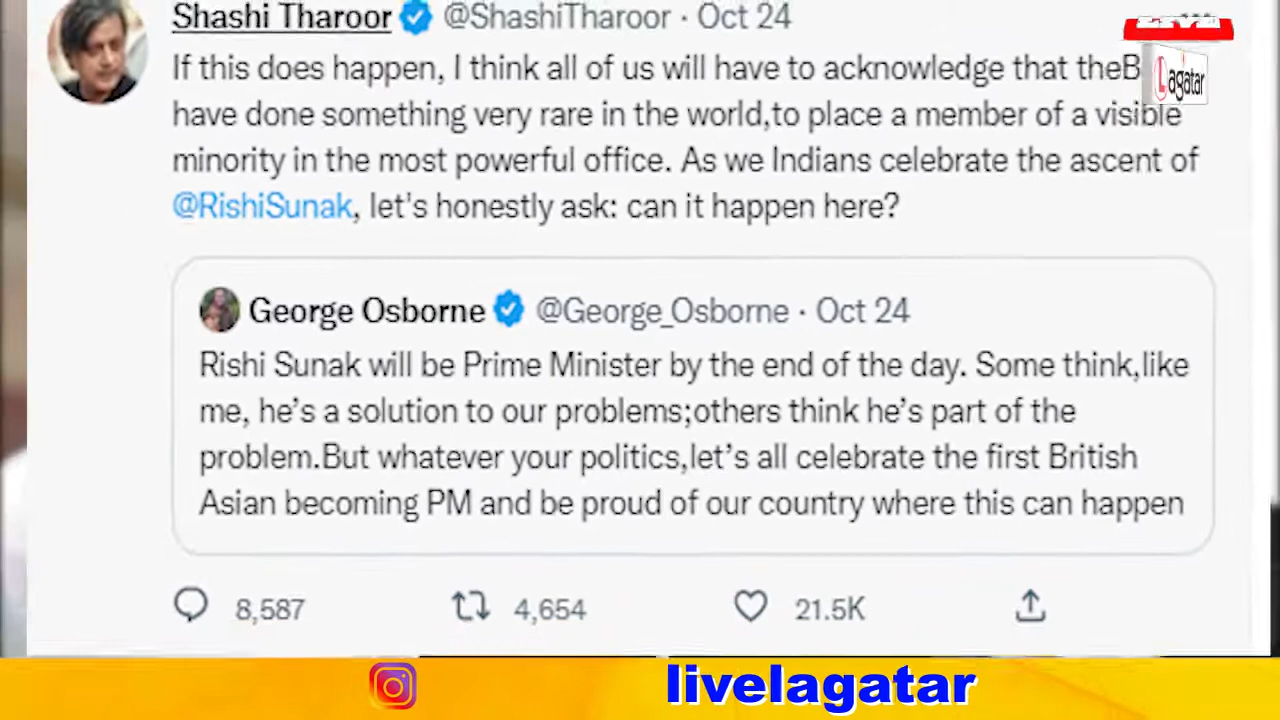 Shashi Tharoor @ShashiTharoor · Oct 24
If this does happen, I think all of us will have to acknowledge that theB
have done something very rare in the world,to place a member of a visible
minority in the most powerful office. As we Indians celebrate the ascent of
@RishiSunak, let's honestly ask: can it happen here?
George Osborne @George_Osborne · Oct 24
Rishi Sunak will be Prime Minister by the end of the day. Some think,like
me, he's a solution to our problems;others think he's part of the
problem.But whatever your politics,let's all celebrate the first British
Asian becoming PM and be proud of our country where this can happen
8,587 4,654 21.5K
Lagatar
livelagatar